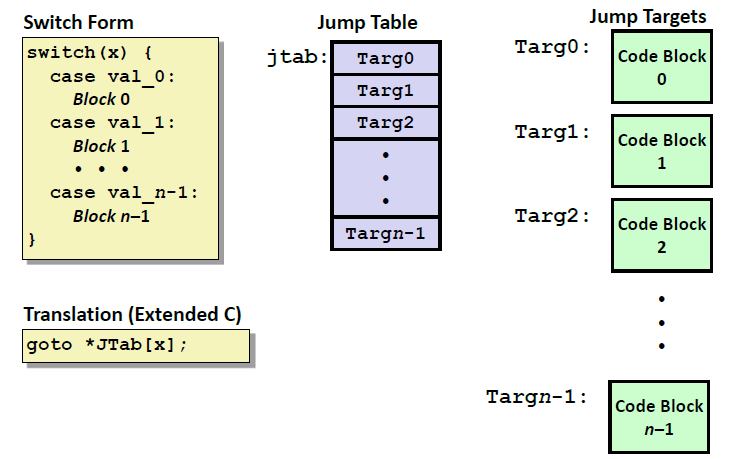 Switch Form
switch(x) {
case val_0:
Block 0
case val_1:
Block 1
• • •
case val_n-1:
Block n–1
}
Translation (Extended C)
goto *JTab[x];
Jump Table
jtab:
Targ0
Targ1
Targ2
•
•
•
Targn-1
Jump Targets
Targ0:
Code Block
0
Targ1:
Code Block
1
Targ2:
Code Block
2
•
•
•
Targn-1:
Code Block
n–1